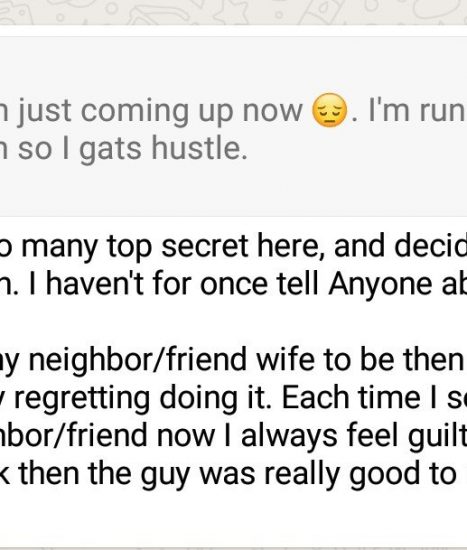 n just coming up now 😔. I'm run
n so I gats hustle.
o many top secret here, and decid
n. I haven't for once tell Anyone ab
ny neighbor/friend wife to be then
y regretting doing it. Each time I s
nbor/friend now I always feel guilt
k then the guy was really good to